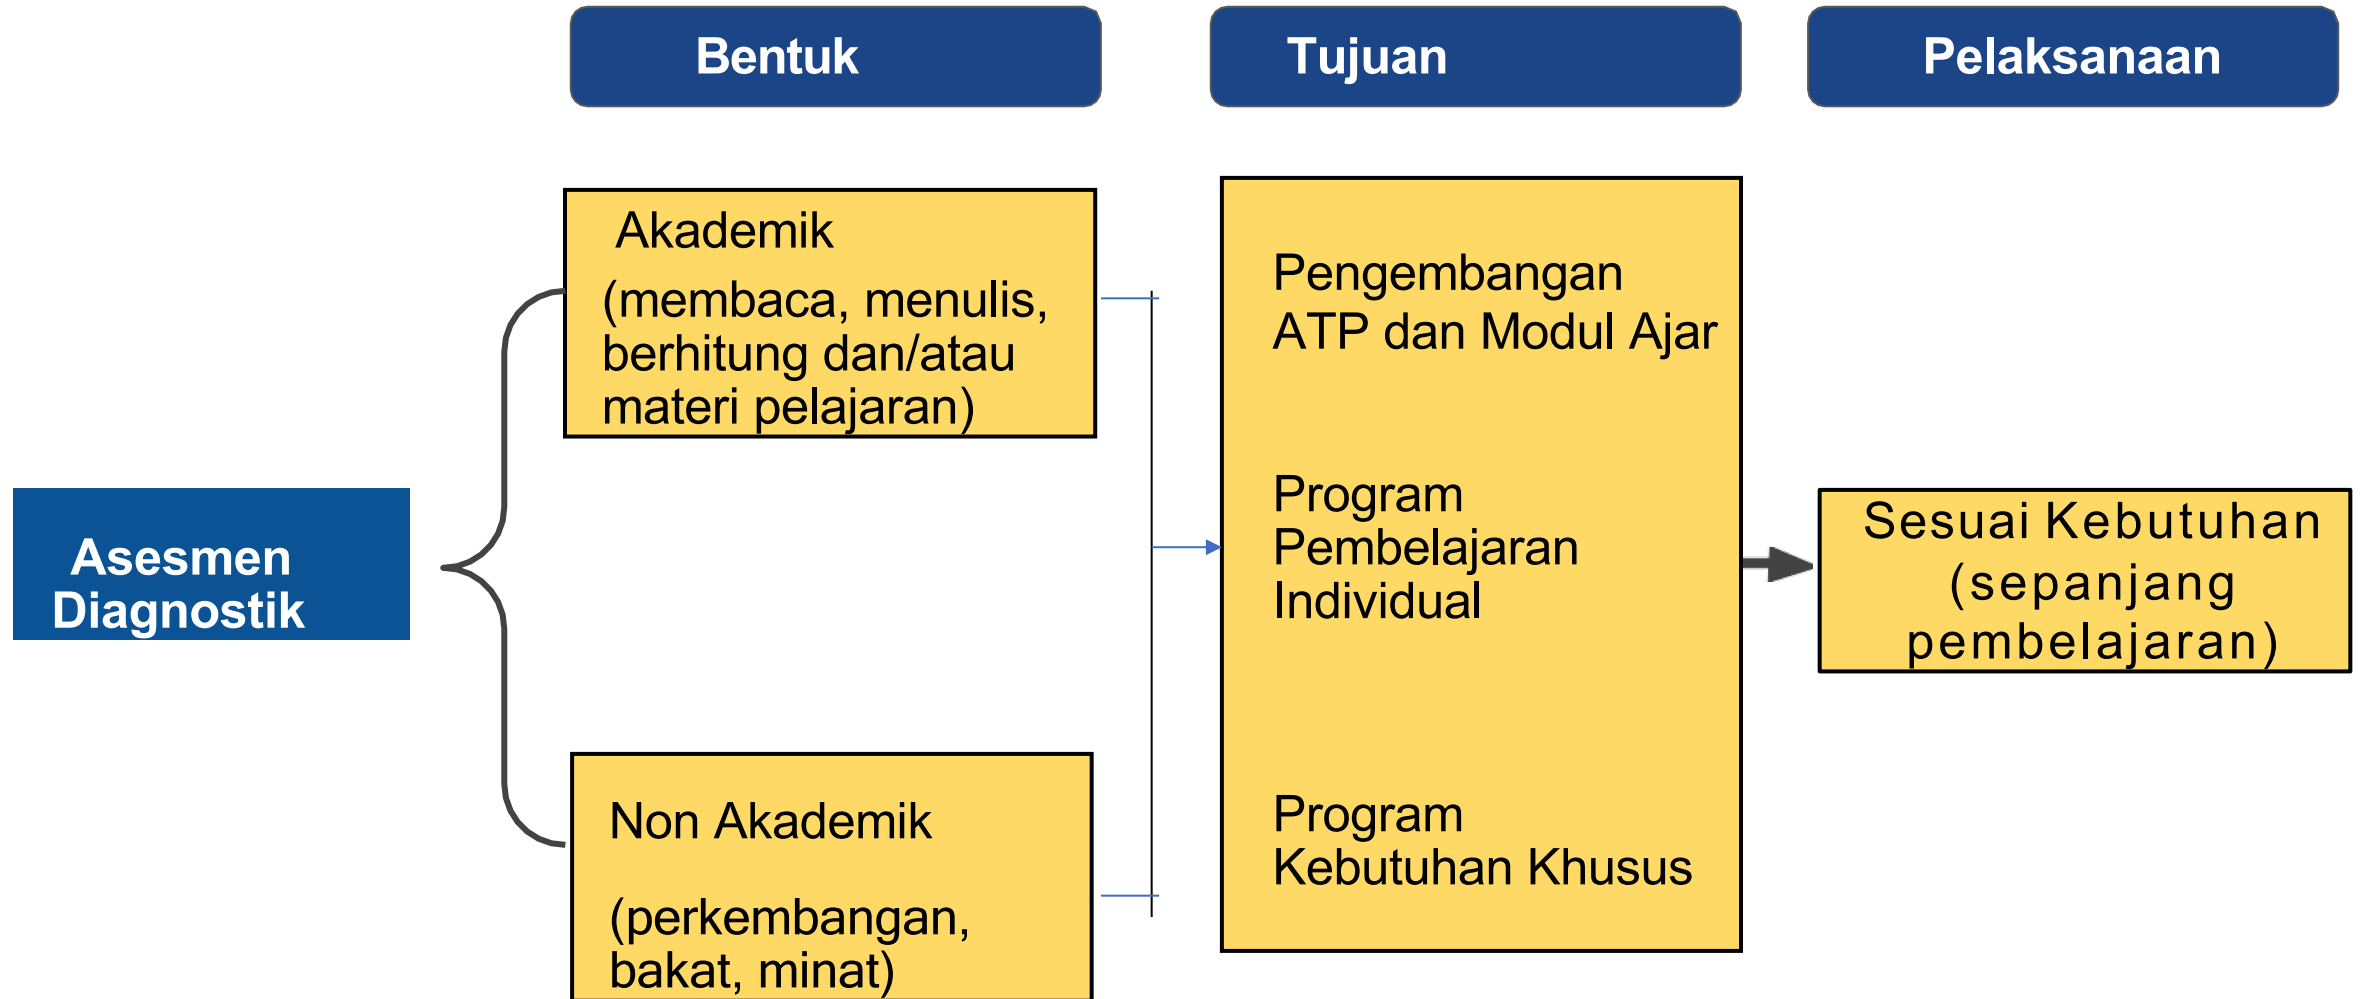 Bentuk
Tujuan
Pelaksanaan
Asesmen
Diagnostik
Akademik
(membaca, menulis,
berhitung dan/atau
materi pelajaran)
Non Akademik
(perkembangan,
bakat, minat)
Pengembangan
ATP dan Modul Ajar
Program
Pembelajaran
Individual
Program
Kebutuhan Khusus
Sesuai Kebutuhan
(sepanjang
pembelajaran)